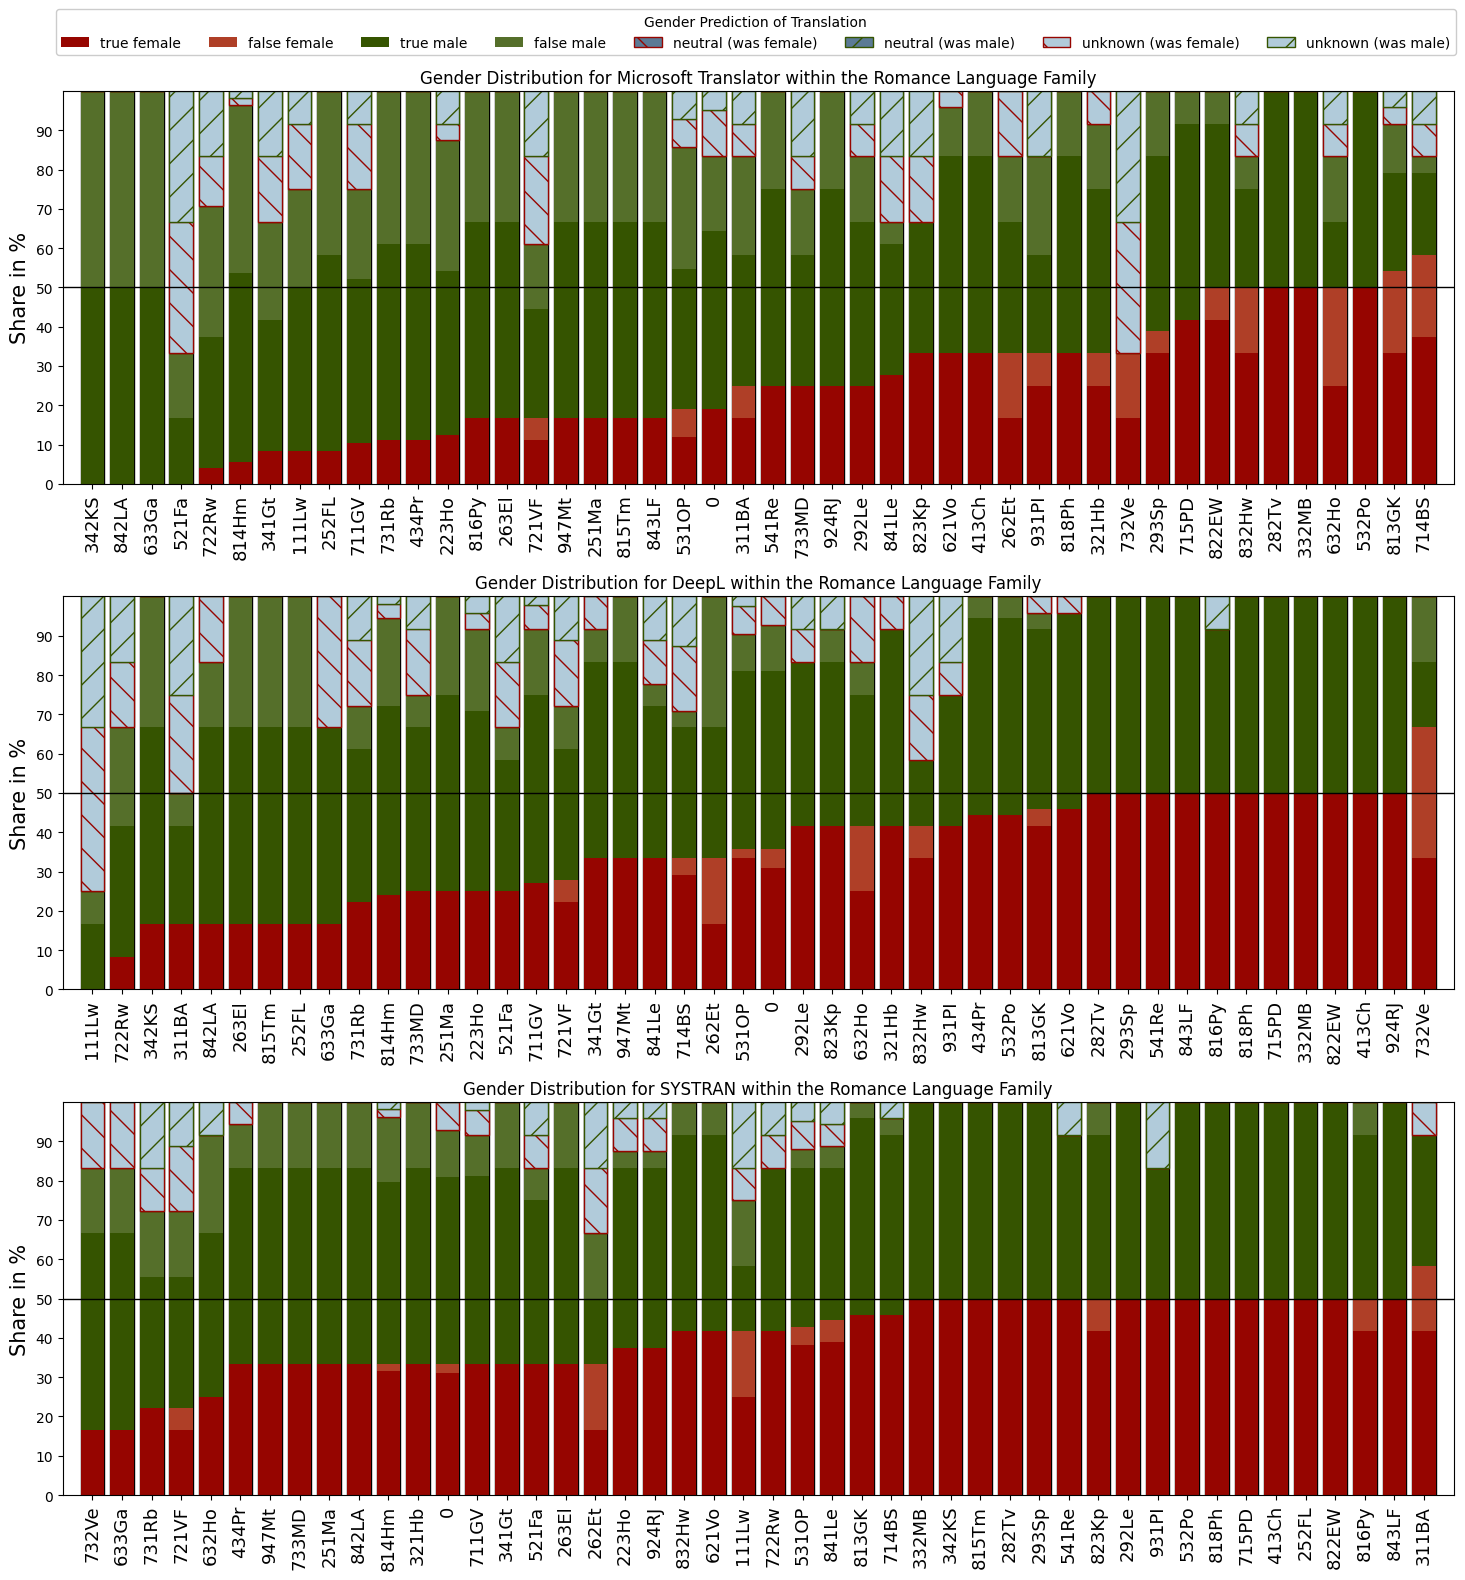 Gender Prediction of Translation
true female false female true male false male neutral (was female) neutral (was male) unknown (was female) unknown (was male)
Gender Distribution for Microsoft Translator within the Romance Language Family
Share in %
90
80
70
60
50
40
30
20
10
0
342KS 842LA 633Ga 521Fa 722Rw 814Hm 341Gt 111Lw 252FL 711GV 731Rb 434Pr 223Ho 816Py 263El 721VF 947Mt 251Ma 815Tm 843LF 531OP 0 311BA 541Re 733MD 924RJ 292Le 841Le 823Kp 621Vo 413Ch 262Et 931Pl 818Ph 321Hb 732Ve 293Sp 715PD 822EW 832Hw 282Tv 332MB 632Ho 532Po 813GK 714BS
Gender Distribution for DeepL within the Romance Language Family
Share in %
90
80
70
60
50
40
30
20
10
0
111Lw 722Rw 342KS 311BA 842LA 263El 815Tm 252FL 633Ga 731Rb 814Hm 733MD 251Ma 223Ho 521Fa 711GV 721VF 341Gt 947Mt 841Le 714BS 262Et 531OP 0 292Le 823Kp 632Ho 321Hb 832Hw 931Pl 434Pr 532Po 813GK 621Vo 282Tv 293Sp 541Re 843LF 816Py 818Ph 715PD 332MB 822EW 413Ch 924RJ 732Ve
Gender Distribution for SYSTRAN within the Romance Language Family
Share in %
90
80
70
60
50
40
30
20
10
0
732Ve 633Ga 731Rb 721VF 632Ho 434Pr 947Mt 733MD 251Ma 842LA 814Hm 321Hb 0 711GV 341Gt 521Fa 263El 262Et 223Ho 924RJ 832Hw 621Vo 111Lw 722Rw 531OP 841Le 813GK 714BS 332MB 342KS 815Tm 282Tv 293Sp 541Re 823Kp 292Le 931Pl 532Po 818Ph 715PD 413Ch 252FL 822EW 816Py 843LF 311BA